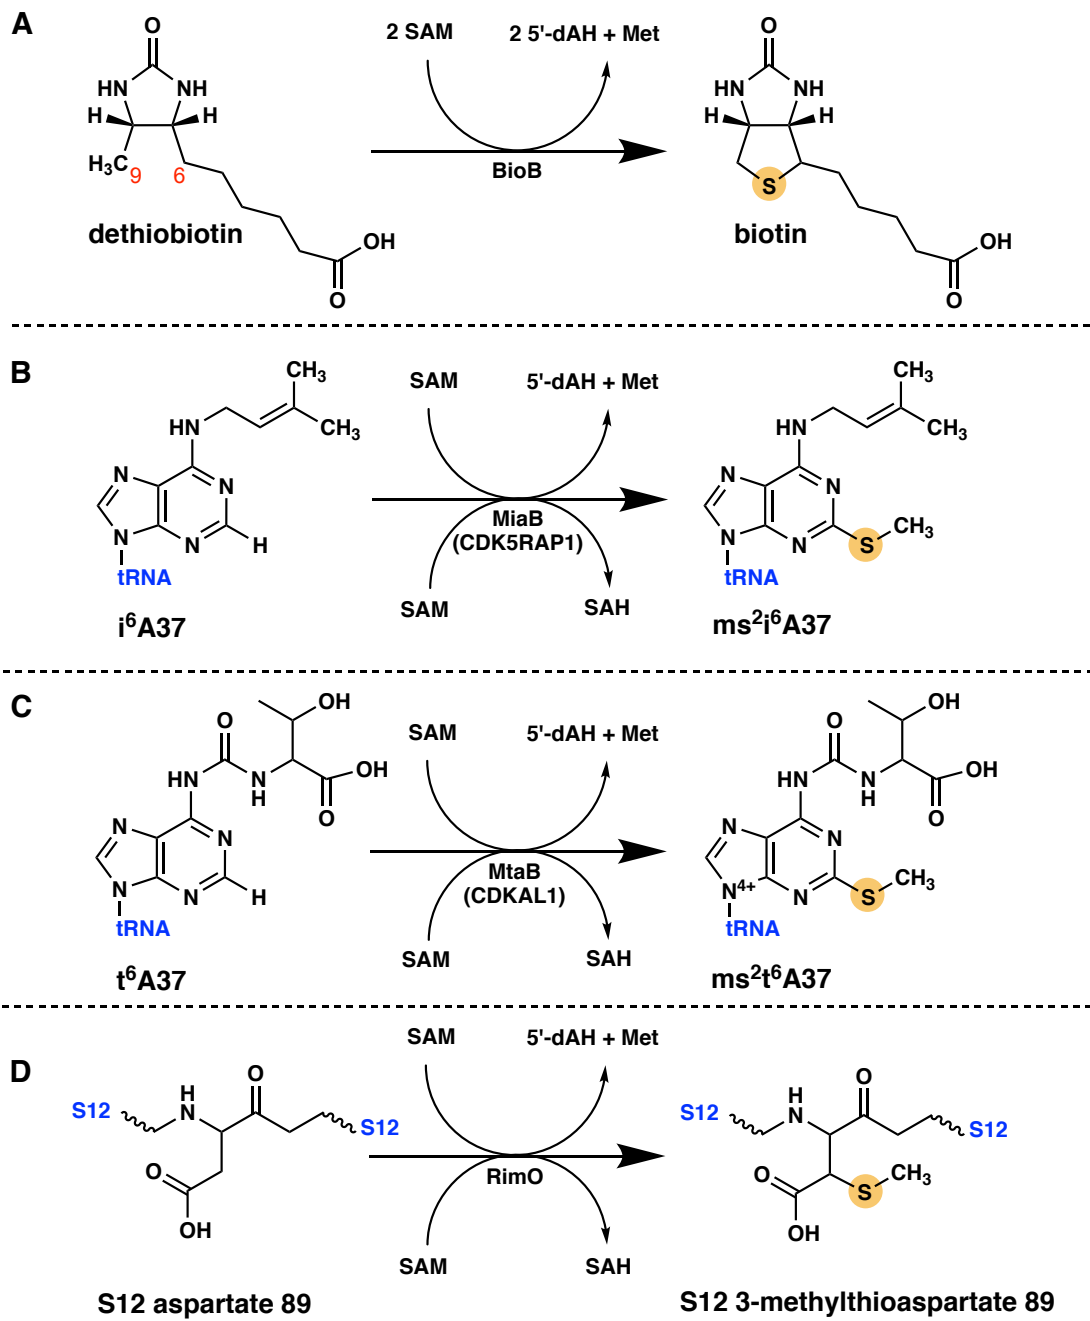 A
O
HN NH
H H
H₃C 9 6
OH
O
dethiobiotin
2 SAM 2 5'-dAH + Met
BioB
O
HN NH
H H
S
OH
O
biotin
B
CH₃
HN CH₃
N N
N N H
tRNA
i⁶A37
SAM 5'-dAH + Met
MiaB
(CDK5RAP1)
SAM SAH
CH₃
HN CH₃
N N
N N S CH₃
tRNA
ms²i⁶A37
C
OH
O
HN N OH
H O
N N
N N H
tRNA
t⁶A37
SAM 5'-dAH + Met
MtaB
(CDKAL1)
SAM SAH
OH
O
HN N OH
H O
N N
N⁴⁺ N S CH₃
tRNA
ms²t⁶A37
D
O
H
S12 N S12
O
OH
S12 aspartate 89
SAM 5'-dAH + Met
RimO
SAM SAH
O
H
S12 N S12
O S CH₃
OH
S12 3-methylthioaspartate 89